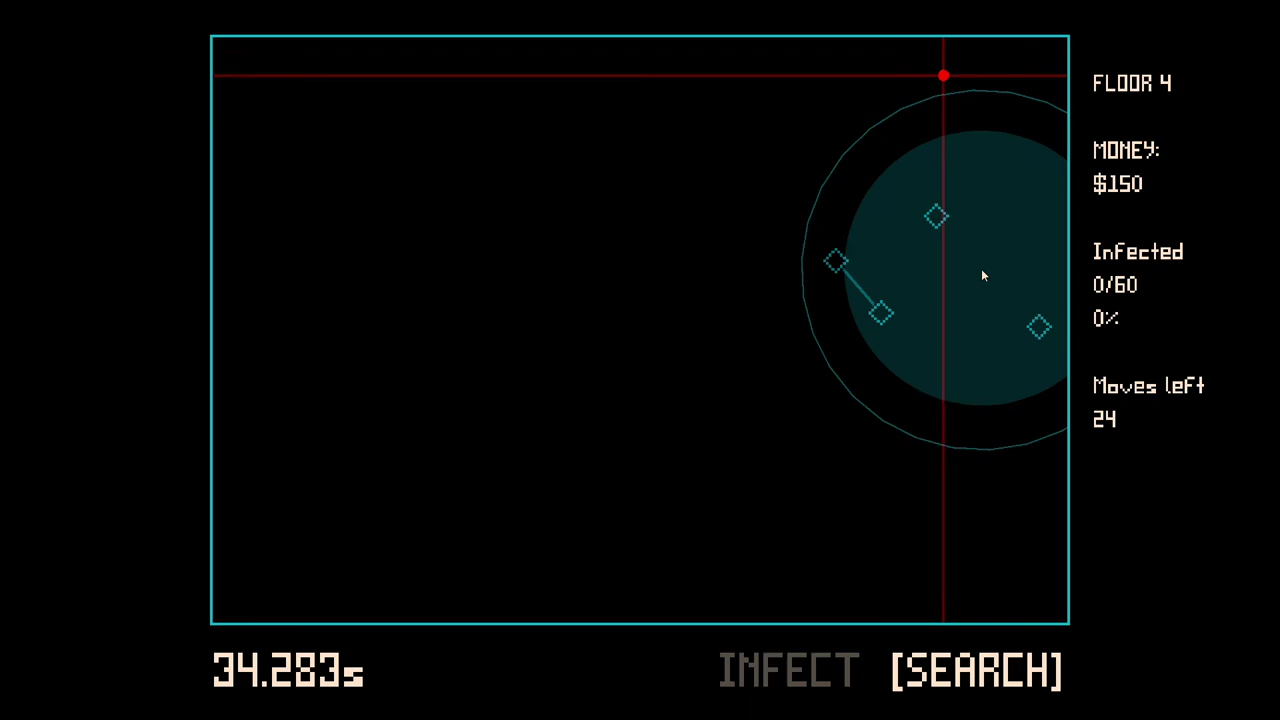 FLOOR 4
MONEY:
$150
Infected
0/60
0%
Moves left
24
34.283s
INFECT [SEARCH]